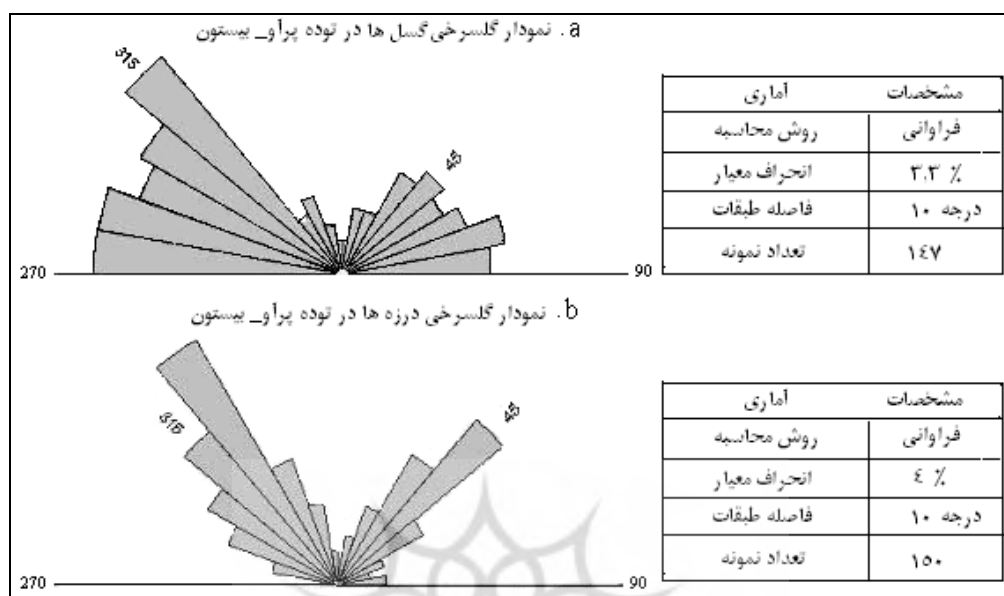 a. نمودار گلسرخی گسل ها در توده پرآو_ بیستون
315
45
270
90
آماری مشخصات
روش محاسبه فراوانی
انحراف معیار ٣.٣ %
فاصله طبقات ١٠ درجه
تعداد نمونه ١٤٧
b. نمودار گلسرخی درزه ها در توده پرآو_ بیستون
315
45
270
90
آماری مشخصات
روش محاسبه فراوانی
انحراف معیار ٤ %
فاصله طبقات ١٠ درجه
تعداد نمونه ١٥٠